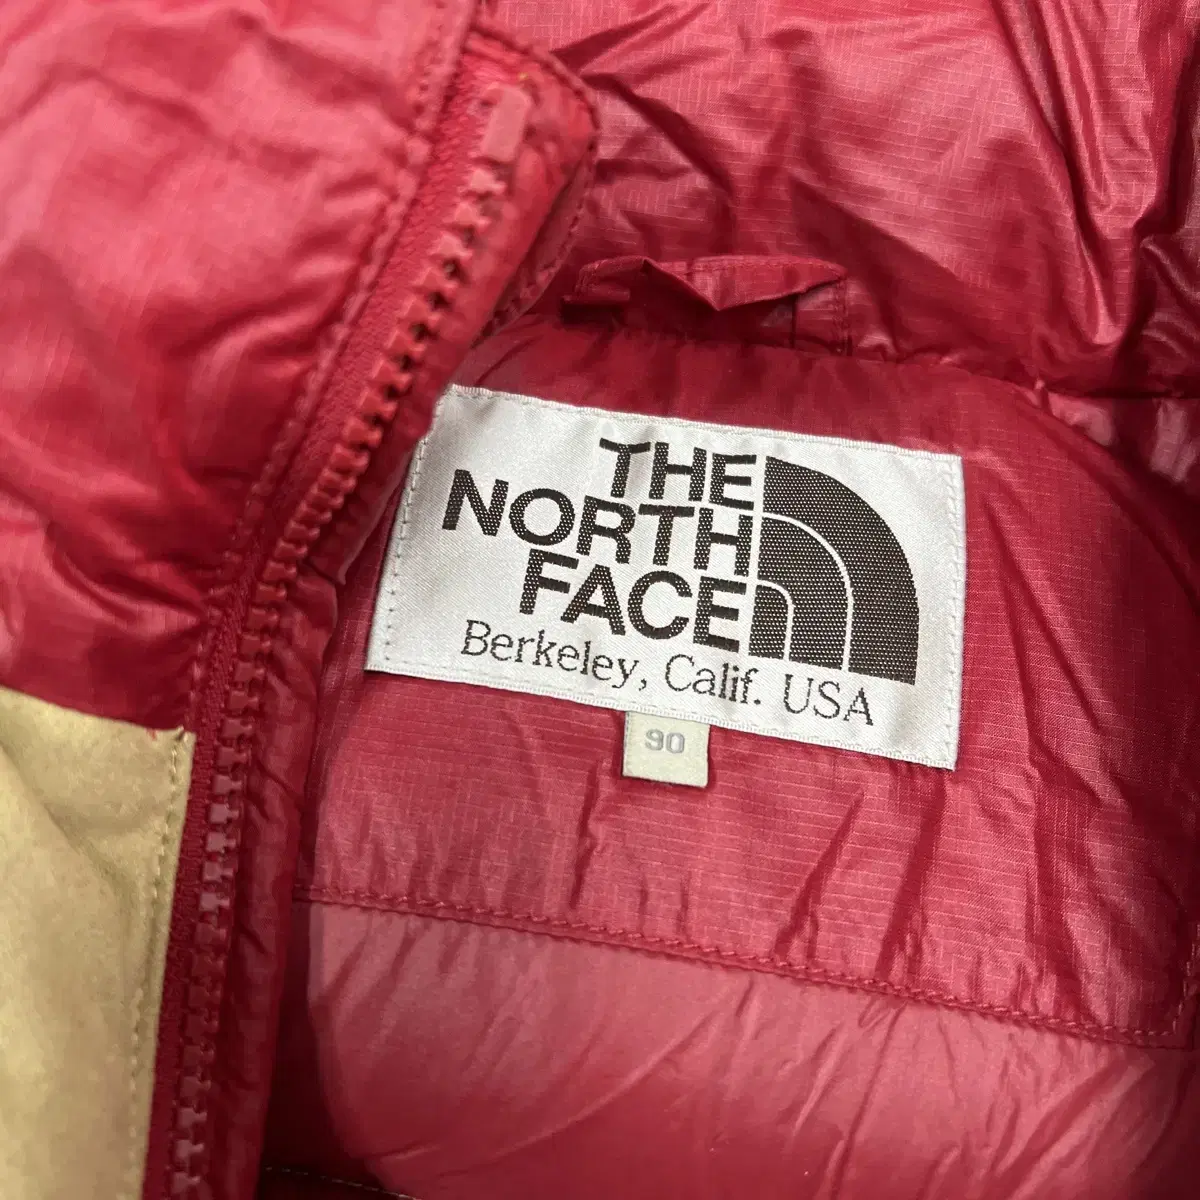 THE
NORTH
FACE
Berkeley, Calif. USA
90